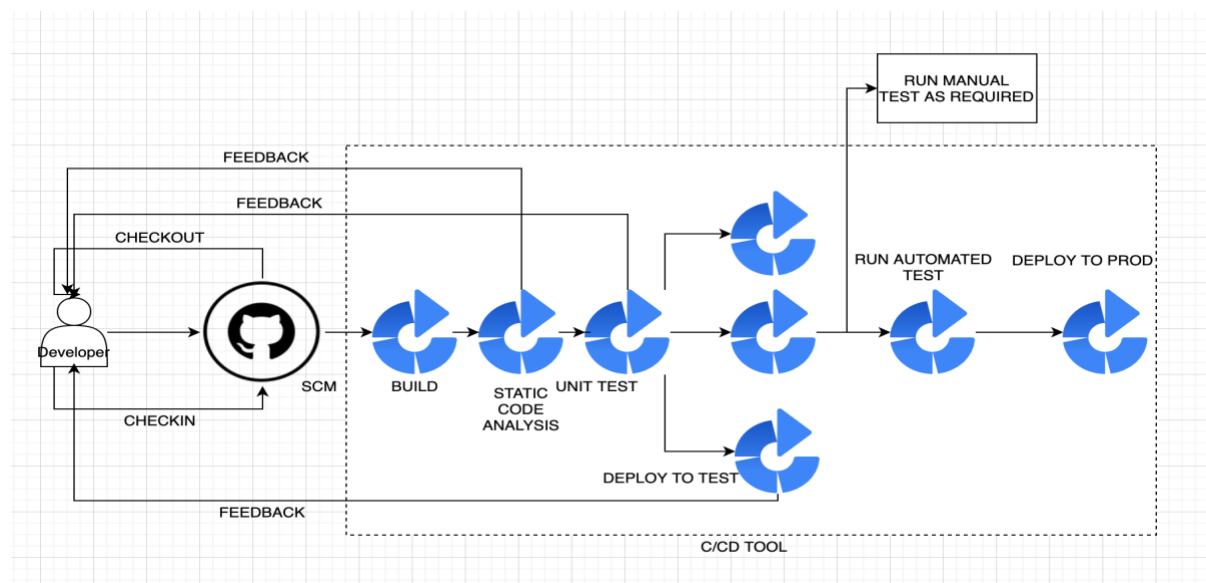 RUN MANUAL
TEST AS REQUIRED
FEEDBACK
FEEDBACK
CHECKOUT
RUN AUTOMATED
TEST
DEPLOY TO PROD
Developer
SCM
BUILD
STATIC
CODE
ANALYSIS
UNIT TEST
CHECKIN
DEPLOY TO TEST
FEEDBACK
C/CD TOOL